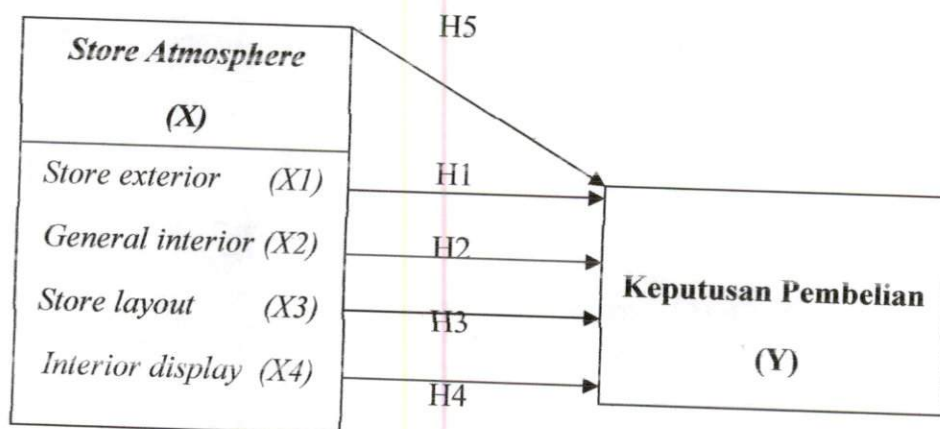 H5
Store Atmosphere
(X)
Store exterior (X1)
H1
General interior (X2)
H2
Store layout (X3)
H3
Interior display (X4)
H4
Keputusan Pembelian
(Y)